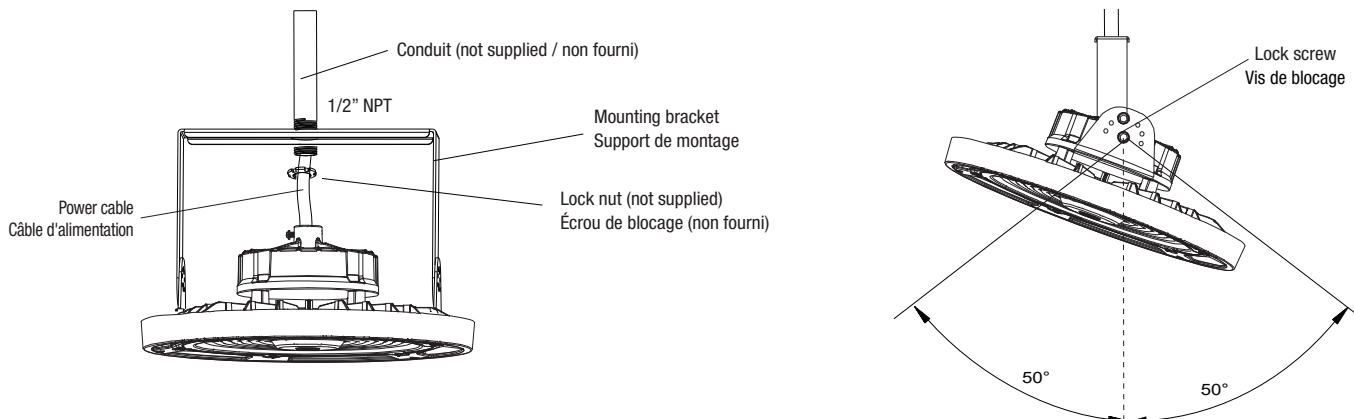 Conduit (not supplied / non fourni)
1/2” NPT
Mounting bracket
Support de montage
Lock nut (not supplied)
Écrou de blocage (non fourni)
Power cable
Câble d'alimentation
Lock screw
Vis de blocage
50°
50°